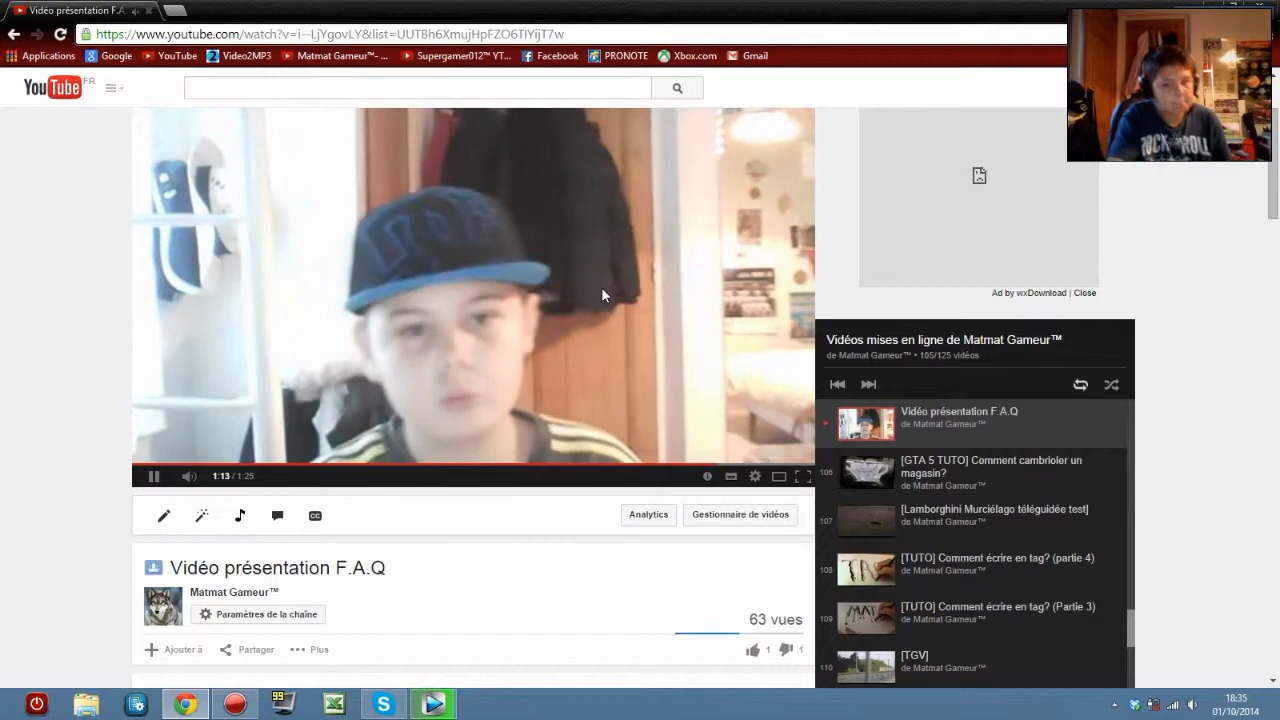 Vidéo présentation F.A.
https://www.youtube.com/watch?v=i--LjYgovLY&list=UUTBh6XmujHpFZO6TIYijT7w
Applications Google YouTube Video2MP3 Matmat Gameur™-... Supergamer012™ YT... Facebook PRONOTE Xbox.com Gmail
YouTube FR
ROCK ROLL
Ad by wxDownload | Close
Vidéos mises en ligne de Matmat Gameur™
de Matmat Gameur™ • 105/125 vidéos
Vidéo présentation F.A.Q
de Matmat Gameur™
106 [GTA 5 TUTO] Comment cambrioler un
magasin?
de Matmat Gameur™
107 [Lamborghini Murciélago téléguidée test]
de Matmat Gameur™
108 [TUTO] Comment écrire en tag? (partie 4)
de Matmat Gameur™
109 [TUTO] Comment écrire en tag? (Partie 3)
de Matmat Gameur™
110 [TGV]
de Matmat Gameur™
1:13 / 1:25
CC
Analytics Gestionnaire de vidéos
Vidéo présentation F.A.Q
Matmat Gameur™
Paramètres de la chaîne
63 vues
Ajouter à Partager Plus 1 1
99
18:35
01/10/2014